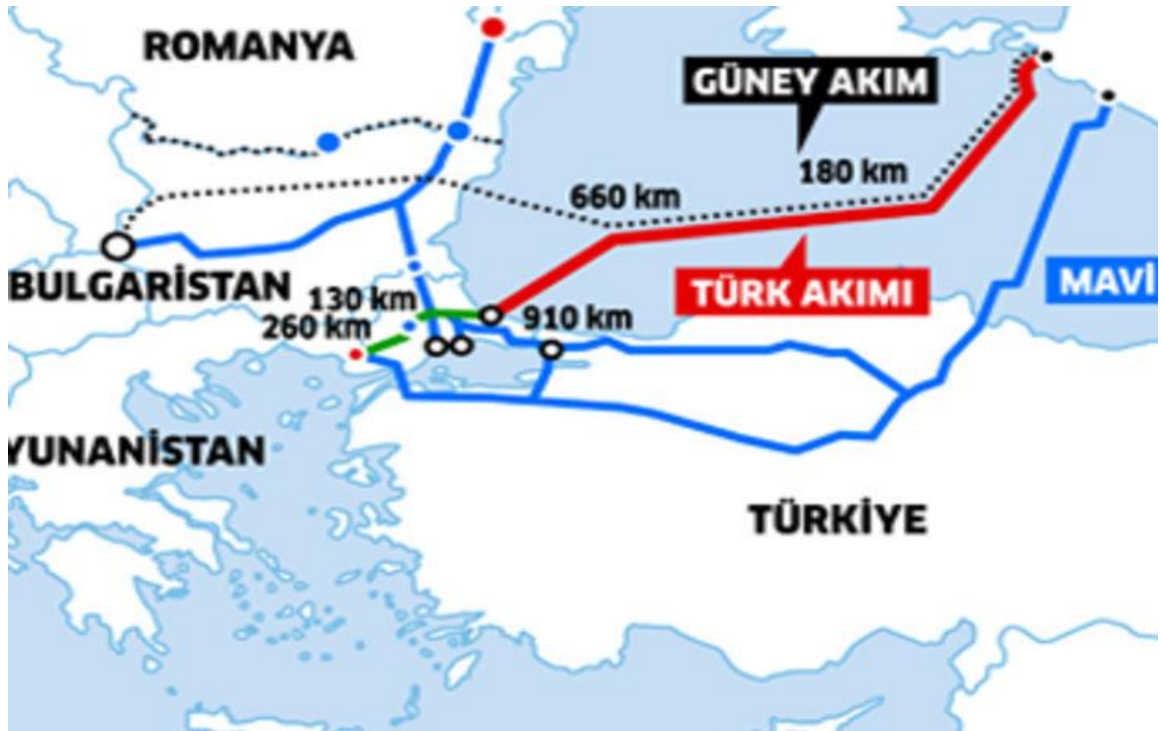 ROMANYA
GÜNEY AKIM
180 km
660 km
BULGARİSTAN
TÜRK AKIMI
MAVİ
130 km
260 km
910 km
YUNANİSTAN
TÜRKİYE